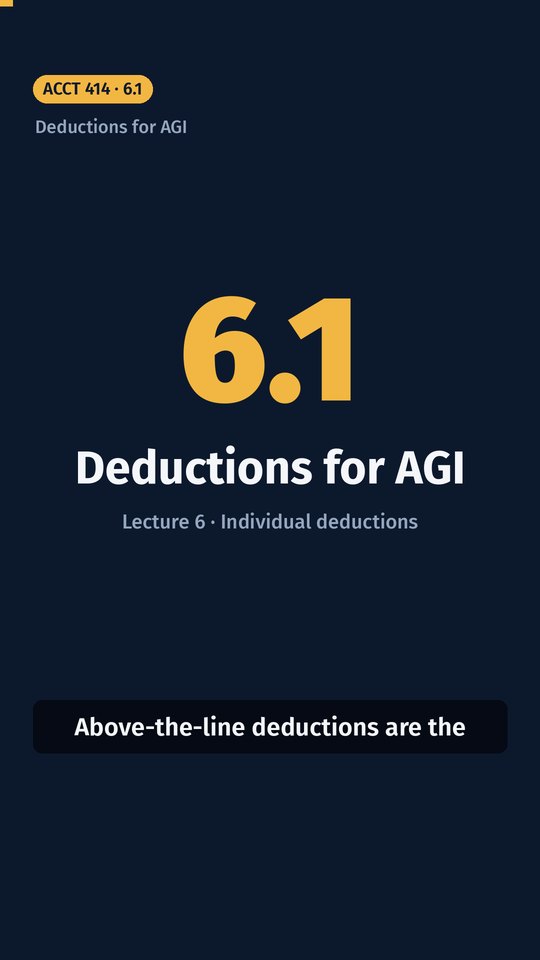 ACCT 414 · 6.1
Deductions for AGI
6.1
Deductions for AGI
Lecture 6 · Individual deductions
Above-the-line deductions are the